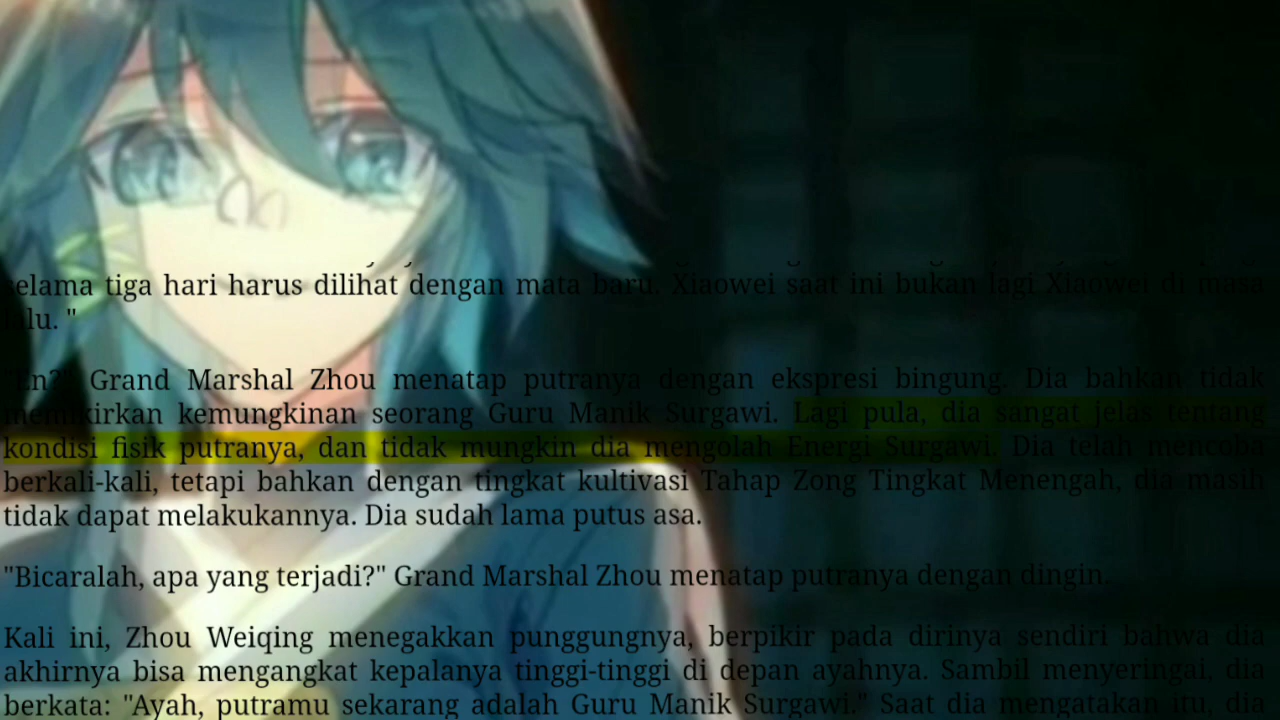 selama tiga hari harus dilihat dengan mata baru. Xiaowei saat ini bukan lagi Xiaowei di masa
lalu. "
"En?" Grand Marshal Zhou menatap putranya dengan ekspresi bingung. Dia bahkan tidak
memikirkan kemungkinan seorang Guru Manik Surgawi. Lagi pula, dia sangat jelas tentang
kondisi fisik putranya, dan tidak mungkin dia mengolah Energi Surgawi. Dia telah mencoba
berkali-kali, tetapi bahkan dengan tingkat kultivasi Tahap Zong Tingkat Menengah, dia masih
tidak dapat melakukannya. Dia sudah lama putus asa.
"Bicaralah, apa yang terjadi?" Grand Marshal Zhou menatap putranya dengan dingin.
Kali ini, Zhou Weiqing menegakkan punggungnya, berpikir pada dirinya sendiri bahwa dia
akhirnya bisa mengangkat kepalanya tinggi-tinggi di depan ayahnya. Sambil menyeringai, dia
berkata: "Ayah, putramu sekarang adalah Guru Manik Surgawi." Saat dia mengatakan itu, dia